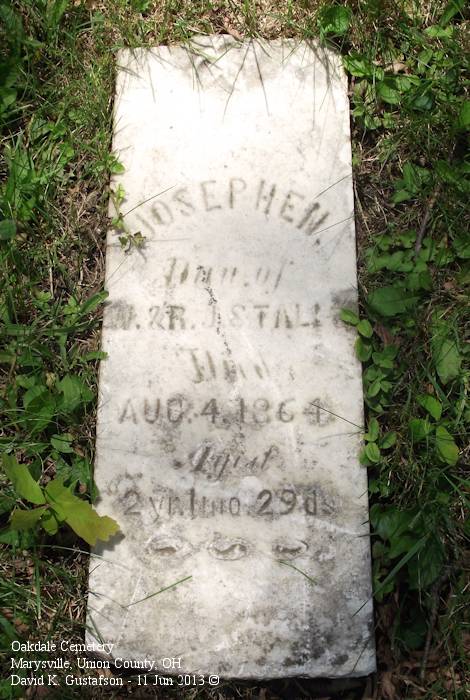 JOSEPHEN.
Dau. of
& R. J. STALL
Died
AUG. 4. 1864.
Aged
2 yr. 1 mo. 29 ds
Oakdale Cemetery
Marysville, Union County, OH
David K. Gustafson - 11 Jun 2013 ©